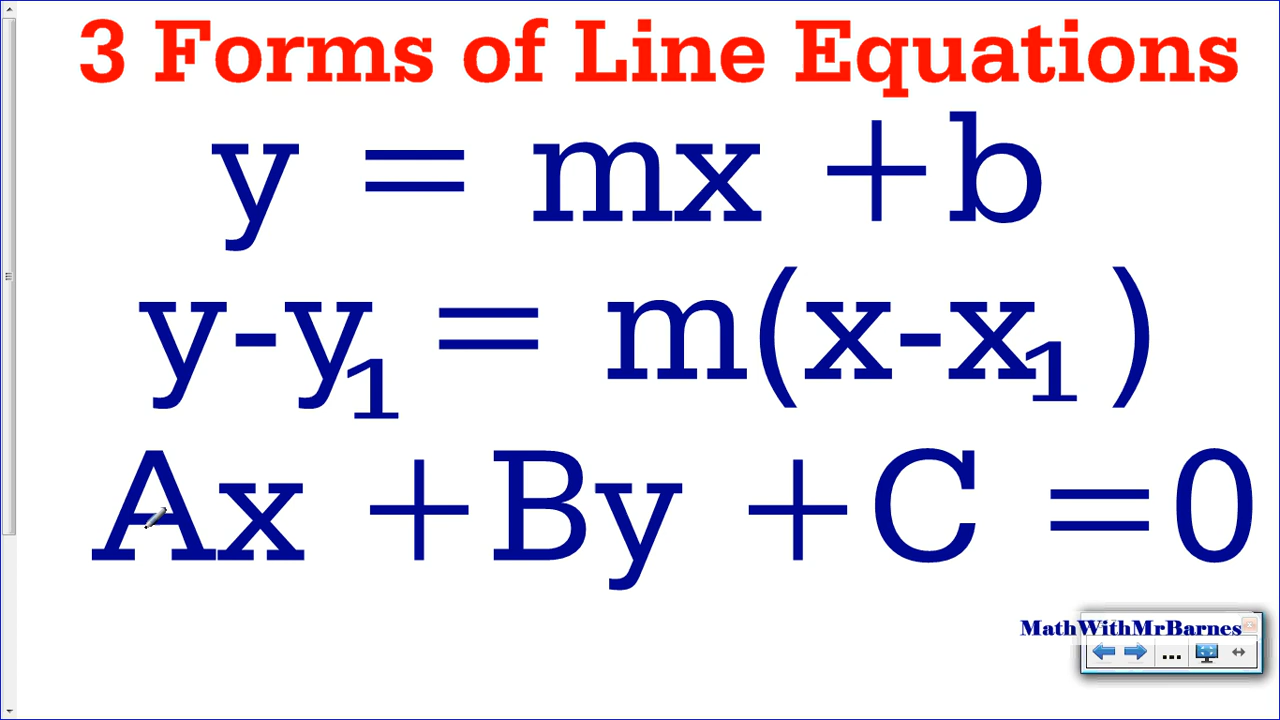 3 Forms of Line Equations
y = mx + b
y-y₁ = m(x-x₁ )
Ax + By + C = 0
MathWithMrBarnes
...